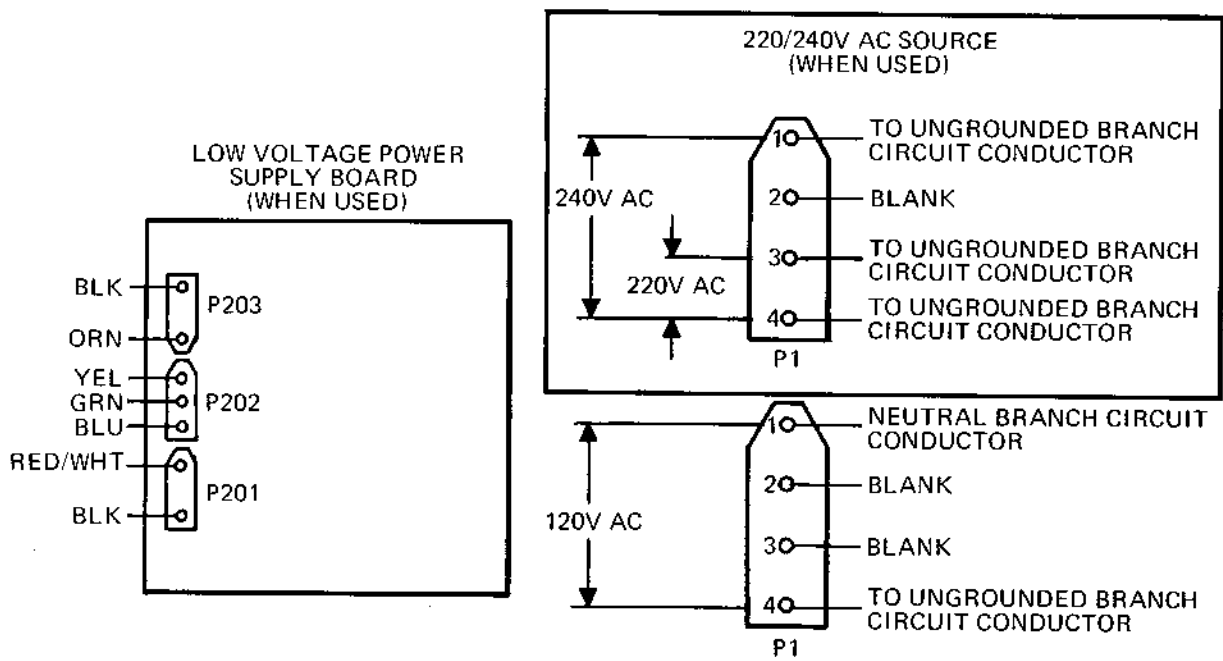 LOW VOLTAGE POWER
SUPPLY BOARD
(WHEN USED)
BLK
P203
ORN
YEL
GRN
P202
BLU
RED/WHT
P201
BLK
220/240V AC SOURCE
(WHEN USED)
1
TO UNGROUNDED BRANCH
CIRCUIT CONDUCTOR
240V AC
2
BLANK
3
TO UNGROUNDED BRANCH
CIRCUIT CONDUCTOR
220V AC
4
TO UNGROUNDED BRANCH
CIRCUIT CONDUCTOR
P1
1
NEUTRAL BRANCH CIRCUIT
CONDUCTOR
2
BLANK
120V AC
3
BLANK
4
TO UNGROUNDED BRANCH
CIRCUIT CONDUCTOR
P1